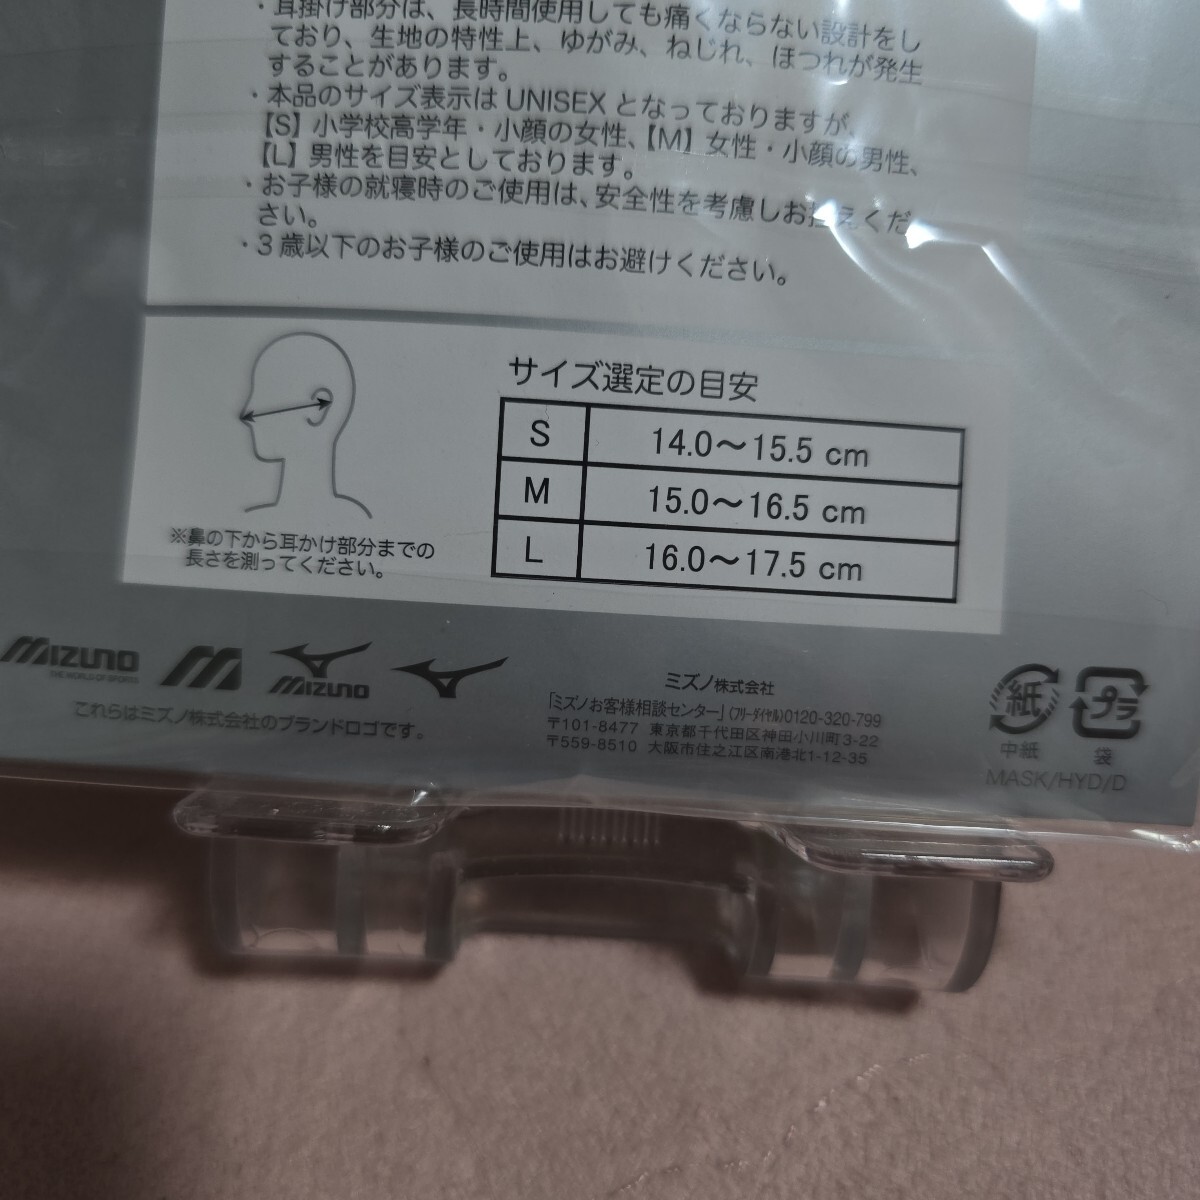 ・耳掛け部分は、長時間使用しても痛くならない設計をし
ており、生地の特性上、ゆがみ、ねじれ、ほつれが発生
することがあります。
・本品のサイズ表示はUNISEXとなっておりますが、
【S】小学校高学年・小顔の女性、【M】女性・小顔の男性、
【L】男性を目安としております。
・お子様の就寝時のご使用は、安全性を考慮しお控えくだ
さい。
・3歳以下のお子様のご使用はお避けください。
サイズ選定の目安
S 14.0〜15.5 cm
M 15.0〜16.5 cm
L 16.0〜17.5 cm
※鼻の下から耳かけ部分までの
長さを測ってください。
MIZUNO
THE WORLD OF SPORTS
M
MIZUNO
これらはミズノ株式会社のブランドロゴです。
ミズノ株式会社
「ミズノお客様相談センター」(フリーダイヤル)0120-320-799
〒101-8477 東京都千代田区神田小川町3-22
〒559-8510 大阪市住之江区南港北1-12-35
紙
中紙
プラ
袋
MASK/HYD/D